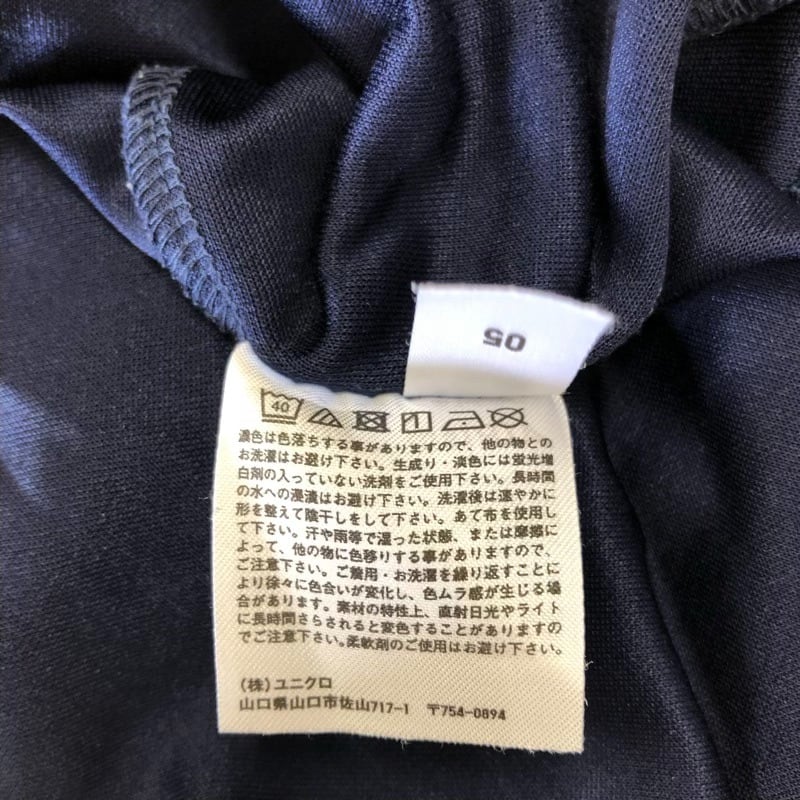 05
40
濃色は色落ちする事がありますので、他の物との
お洗濯はお避け下さい。生成り・淡色には蛍光増
白剤の入っていない洗剤をご使用下さい。長時間
の水への浸漬はお避け下さい。洗濯後は速やかに
形を整えて陰干しをして下さい。あて布を使用し
て下さい。汗や雨等で湿った状態、または摩擦に
よって、他の物に色移りする事がありますので、
ご注意下さい。ご着用・お洗濯を繰り返すことに
より徐々に色合いが変化し、色ムラ感が生じる場
合があります。素材の特性上、直射日光やライト
に長時間さらされると変色することがありますの
でご注意下さい。柔軟剤のご使用はお避け下さい。
(株)ユニクロ
山口県山口市佐山717-1 〒754-0894